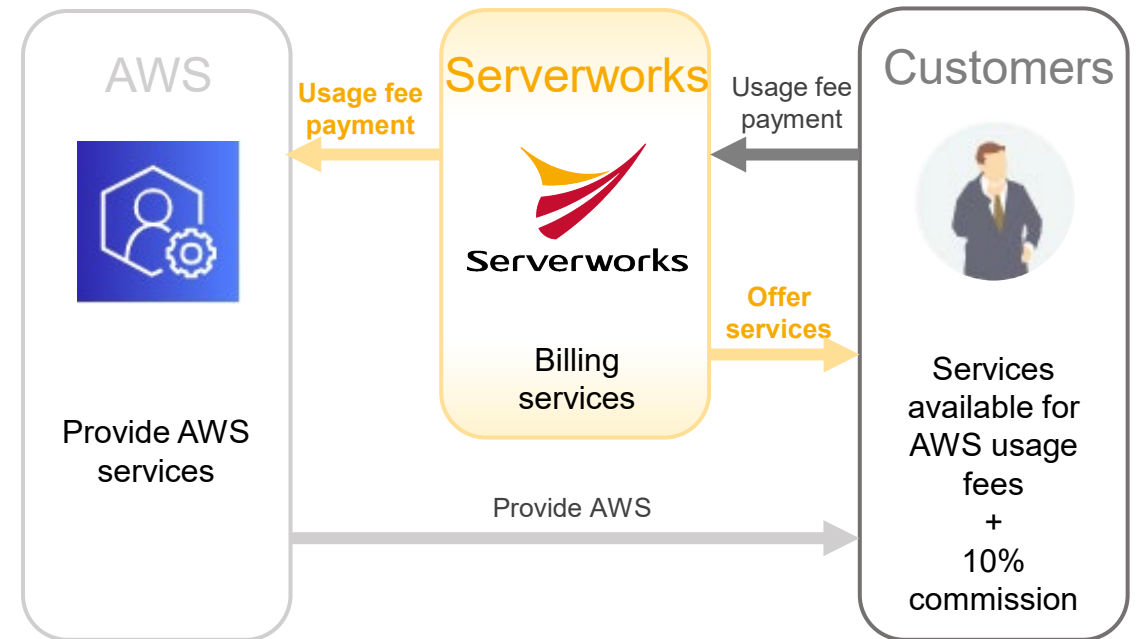 AWS
Provide AWS
services
Usage fee
payment
Serverworks
Serverworks
Billing
services
Usage fee
payment
Offer
services
Provide AWS
Customers
Services
available for
AWS usage
fees
+
10%
commission